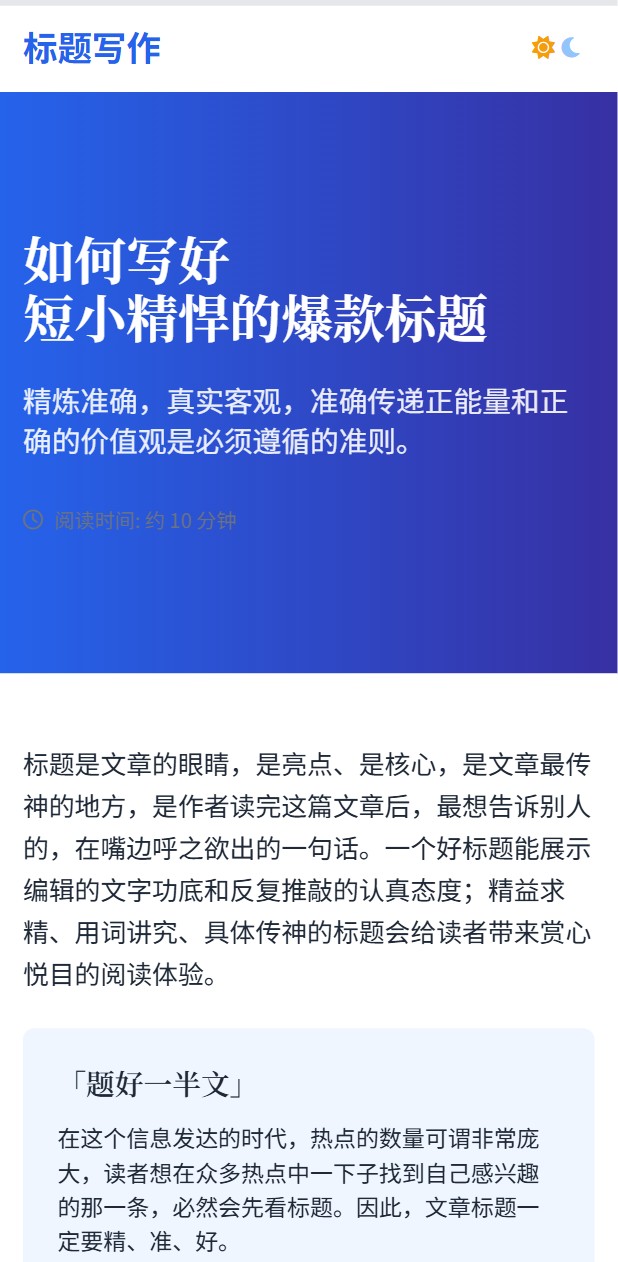 标题写作
如何写好
短小精悍的爆款标题
精炼准确，真实客观，准确传递正能量和正
确的价值观是必须遵循的准则。
阅读时间: 约 10 分钟
标题是文章的眼睛，是亮点、是核心，是文章最传
神的地方，是作者读完这篇文章后，最想告诉别人
的，在嘴边呼之欲出的一句话。一个好标题能展示
编辑的文字功底和反复推敲的认真态度；精益求
精、用词讲究、具体传神的标题会给读者带来赏心
悦目的阅读体验。
「题好一半文」
在这个信息发达的时代，热点的数量可谓非常庞
大，读者想在众多热点中一下子找到自己感兴趣
的那一条，必然会先看标题。因此，文章标题一
定要精、准、好。